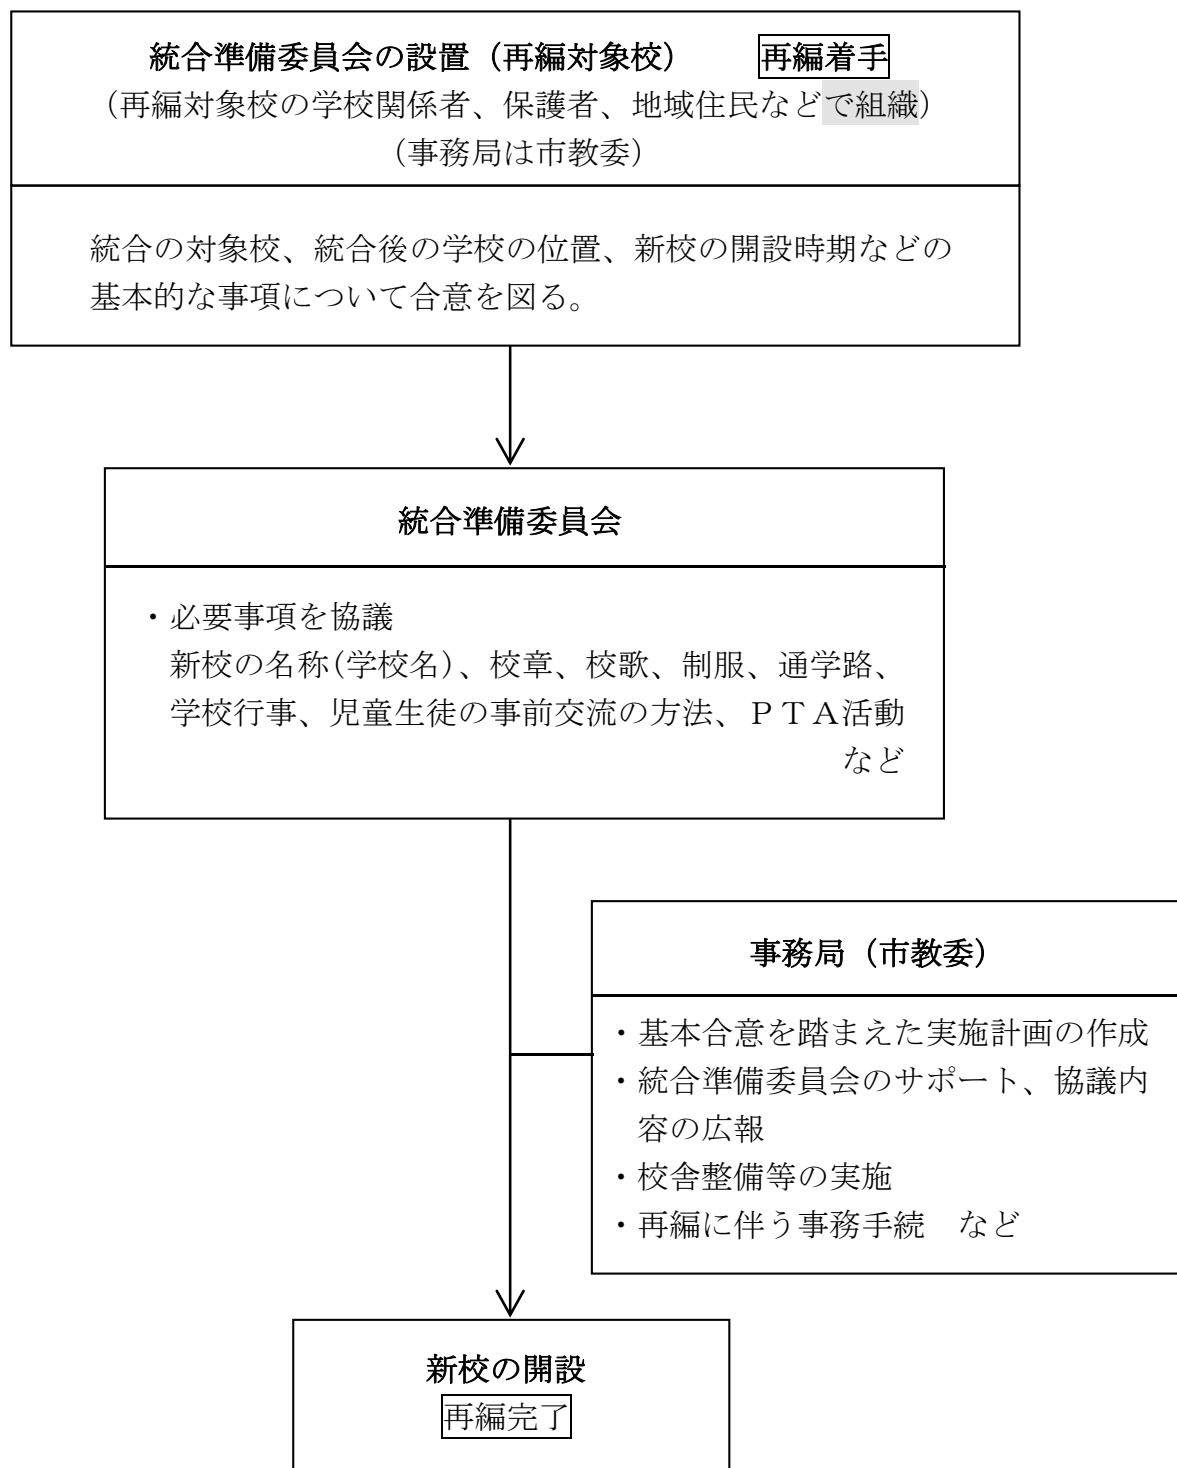 統合準備委員会の設置（再編対象校） 再編着手
（再編対象校の学校関係者、保護者、地域住民などで組織）
（事務局は市教委）
統合の対象校、統合後の学校の位置、新校の開設時期などの
基本的な事項について合意を図る。
統合準備委員会
・必要事項を協議
新校の名称(学校名)、校章、校歌、制服、通学路、
学校行事、児童生徒の事前交流の方法、ＰＴＡ活動
など
事務局（市教委）
・基本合意を踏まえた実施計画の作成
・統合準備委員会のサポート、協議内
容の広報
・校舎整備等の実施
・再編に伴う事務手続　など
新校の開設
再編完了